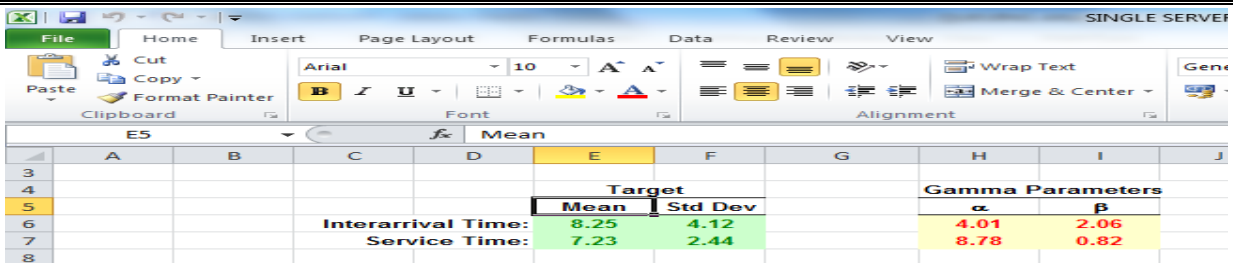 SINGLE SERVER
File Home Insert Page Layout Formulas Data Review View
Cut
Copy
Format Painter
Paste
Arial 10 A A
B I U A
Wrap Text
Merge & Center
Gene
Clipboard Font Alignment
E5 fx Mean
A B C D E F G H I J
3
4 Target Gamma Parameters
5 Mean Std Dev α β
6 Interarrival Time: 8.25 4.12 4.01 2.06
7 Service Time: 7.23 2.44 8.78 0.82
8